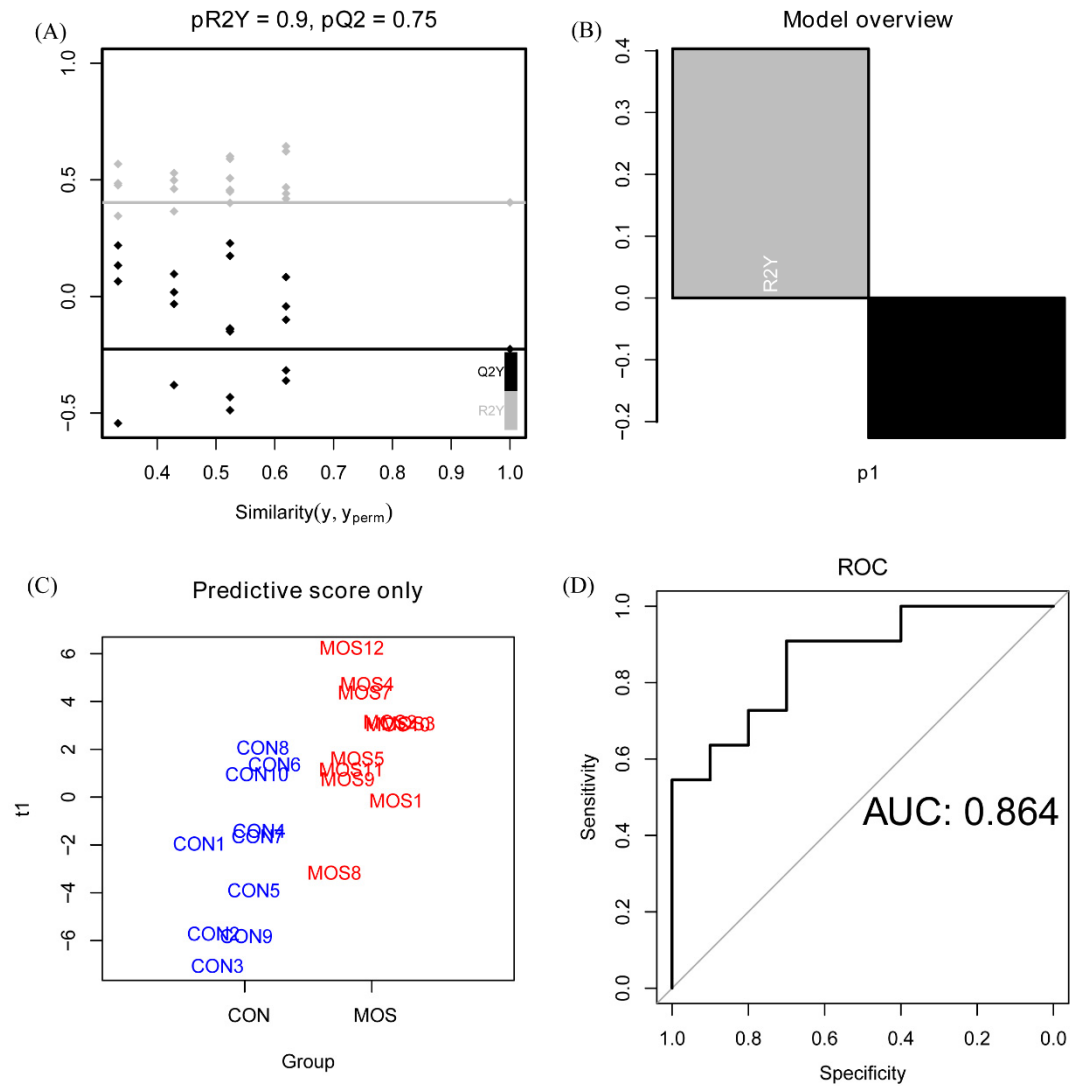 (A)
pR2Y = 0.9, pQ2 = 0.75
1.0
0.5
0.0
−0.5
Q2Y
R2Y
0.4 0.5 0.6 0.7 0.8 0.9 1.0
Similarity(y, yperm)
(B)
Model overview
0.4
0.3
0.2
0.1
0.0
−0.1
−0.2
R2Y
p1
(C)
Predictive score only
t1
6
4
2
0
−2
−4
−6
MOS12
MOS4
MOS7
MOS2
MOS10
MOS3
CON8
MOS5
CON6
MOS11
CON10
MOS9
MOS1
CON4
CON7
CON1
MOS8
CON5
CON2
CON9
CON3
CON MOS
Group
(D)
ROC
Sensitivity
1.0
0.8
0.6
0.4
0.2
0.0
AUC: 0.864
1.0 0.8 0.6 0.4 0.2 0.0
Specificity